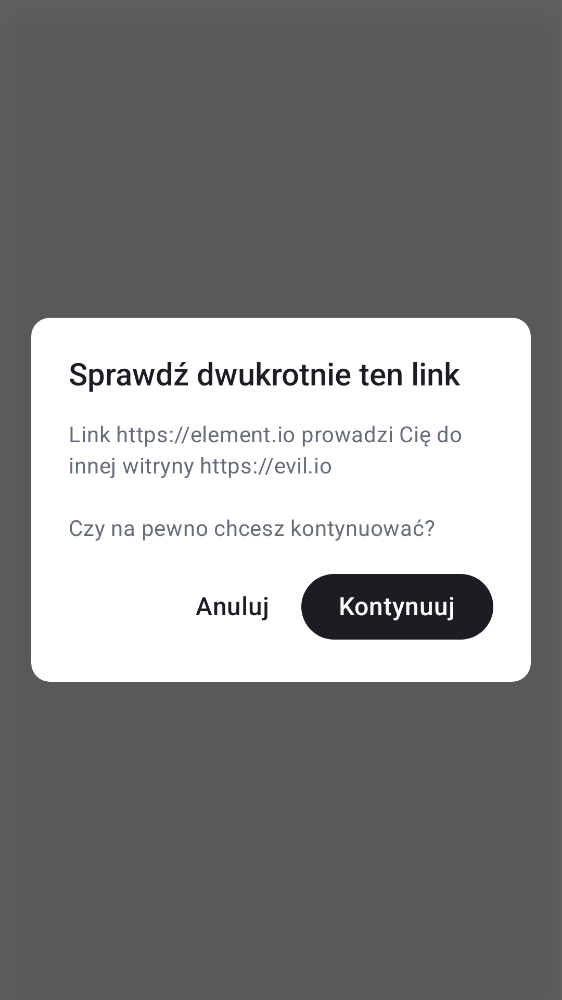 Sprawdź dwukrotnie ten link
Link https://element.io prowadzi Cię do
innej witryny https://evil.io
Czy na pewno chcesz kontynuować?
Anuluj
Kontynuuj